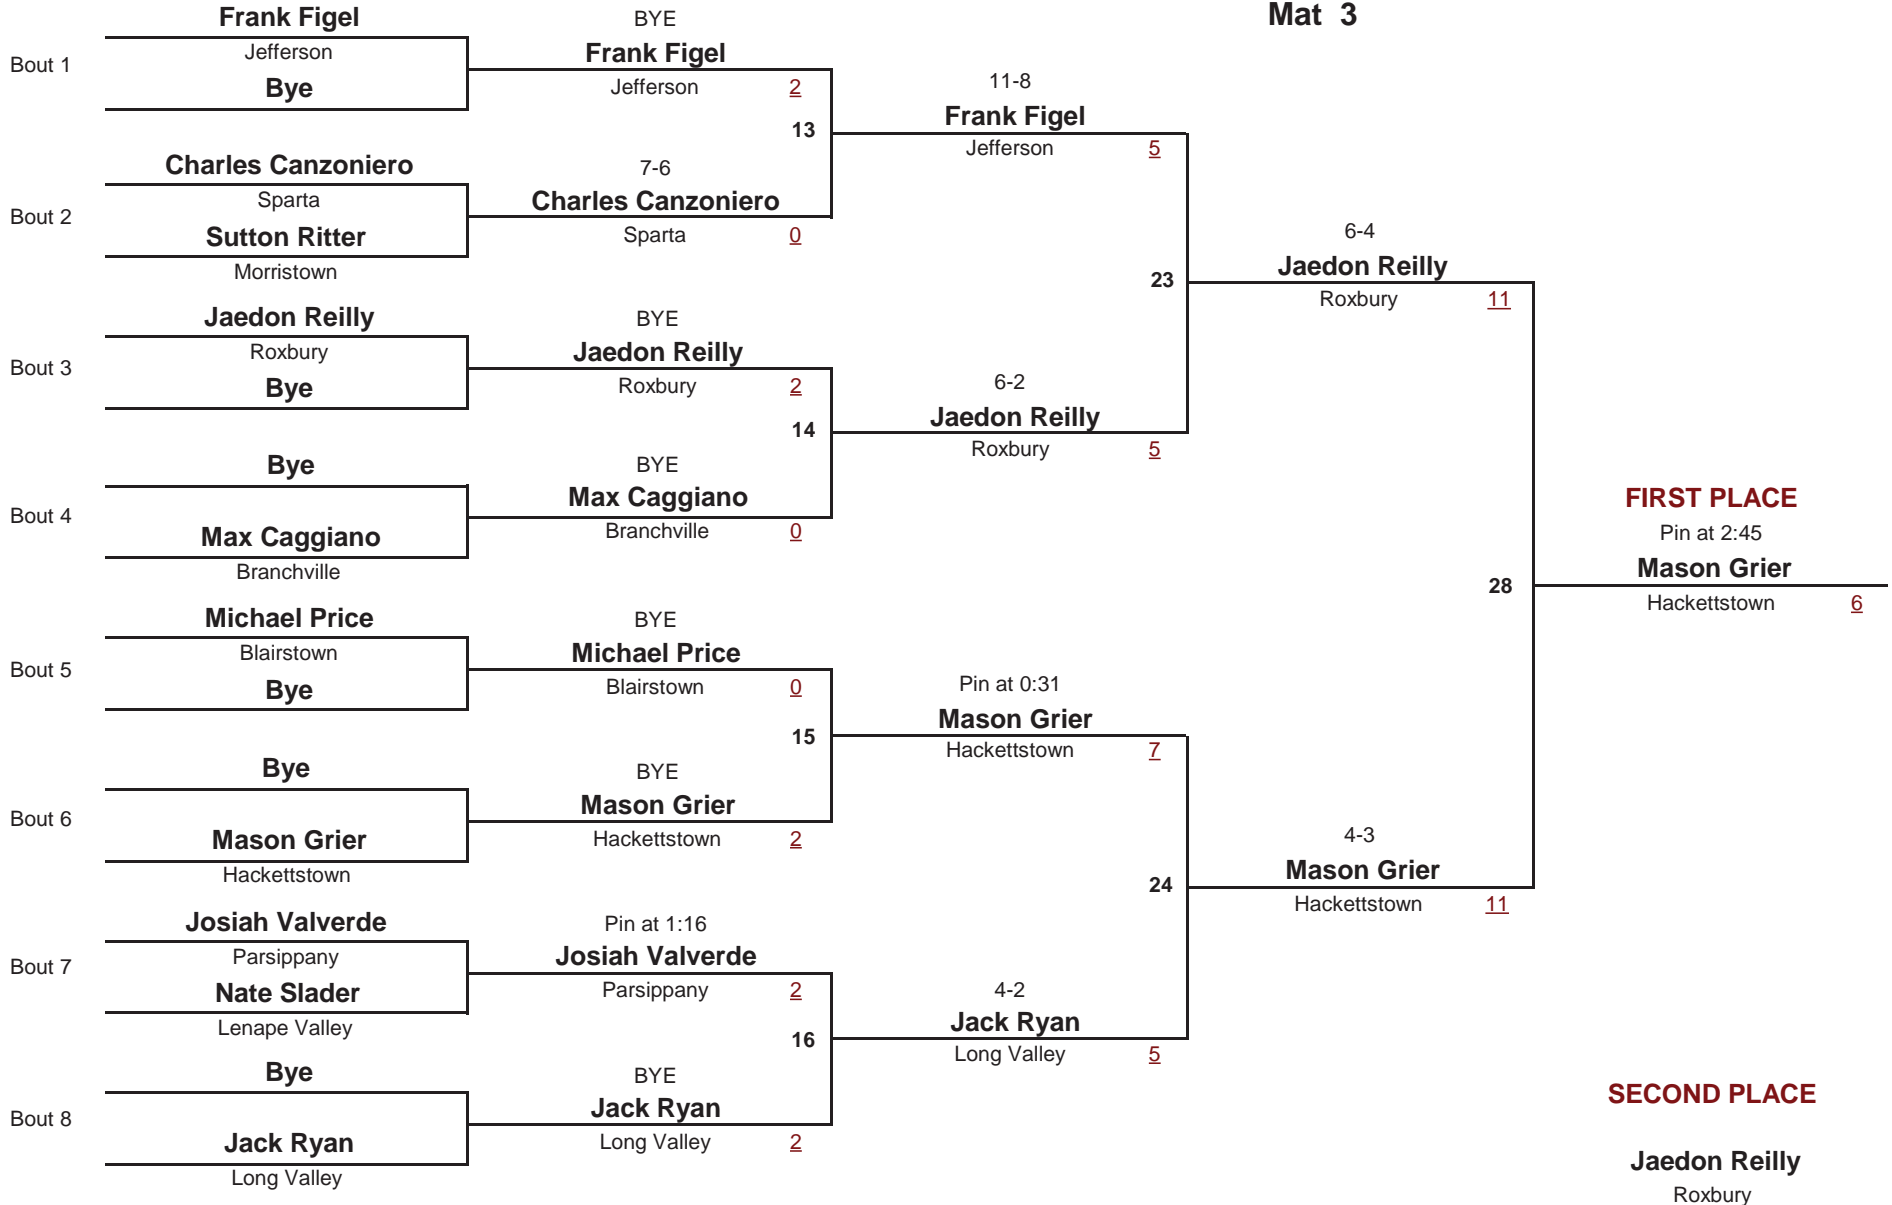 Mat 3
Bout 1
Frank Figel
Jefferson
Bye
Bout 2
Charles Canzoniero
Sparta
Sutton Ritter
Morristown
Bout 3
Jaedon Reilly
Roxbury
Bye
Bout 4
Bye
Max Caggiano
Branchville
Bout 5
Michael Price
Blairstown
Bye
Bout 6
Bye
Mason Grier
Hackettstown
Bout 7
Josiah Valverde
Parsippany
Nate Slader
Lenape Valley
Bout 8
Bye
Jack Ryan
Long Valley
BYE
Frank Figel
Jefferson 2
13
7-6
Charles Canzoniero
Sparta 0
BYE
Jaedon Reilly
Roxbury 2
14
BYE
Max Caggiano
Branchville 0
BYE
Michael Price
Blairstown 0
15
BYE
Mason Grier
Hackettstown 2
Pin at 1:16
Josiah Valverde
Parsippany 2
16
BYE
Jack Ryan
Long Valley 2
11-8
Frank Figel
Jefferson 5
23
6-2
Jaedon Reilly
Roxbury 5
Pin at 0:31
Mason Grier
Hackettstown 7
24
4-2
Jack Ryan
Long Valley 5
6-4
Jaedon Reilly
Roxbury 11
28
4-3
Mason Grier
Hackettstown 11
FIRST PLACE
Pin at 2:45
Mason Grier
Hackettstown 6
SECOND PLACE
Jaedon Reilly
Roxbury